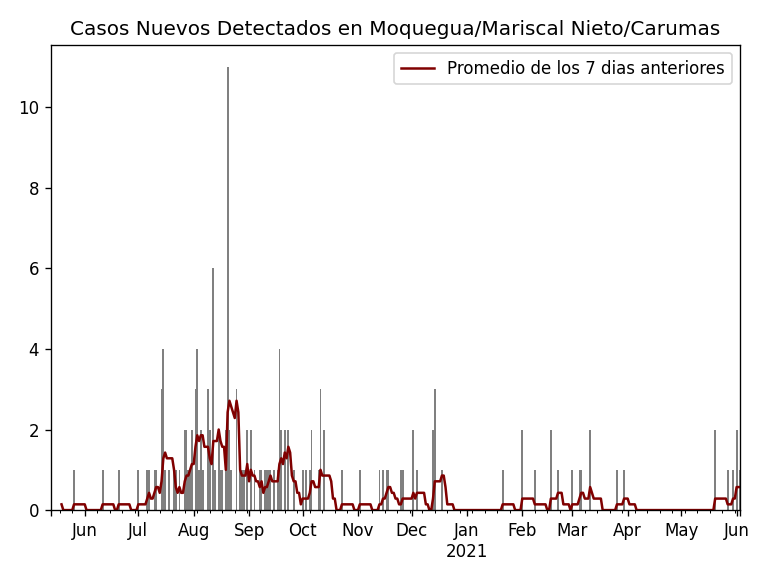 Casos Nuevos Detectados en Moquegua/Mariscal Nieto/Carumas
Promedio de los 7 dias anteriores
10
8
6
4
2
0
Jun Jul Aug Sep Oct Nov Dec Jan Feb Mar Apr May Jun
2021